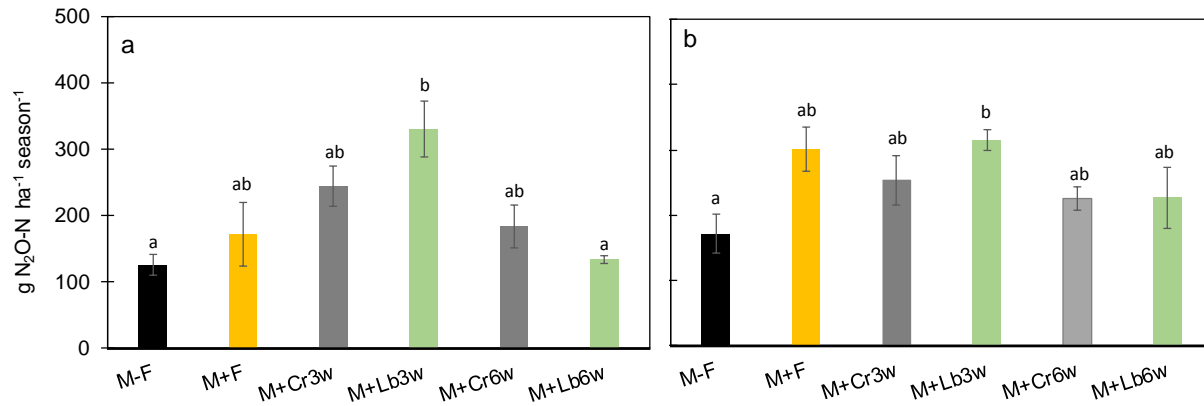 g N₂O-N ha⁻¹ season⁻¹
500
400
300
200
100
0
a
a
ab
ab
b
ab
a
M-F
M+F
M+Cr3w
M+Lb3w
M+Cr6w
M+Lb6w
b
a
ab
ab
b
ab
ab
M-F
M+F
M+Cr3w
M+Lb3w
M+Cr6w
M+Lb6w